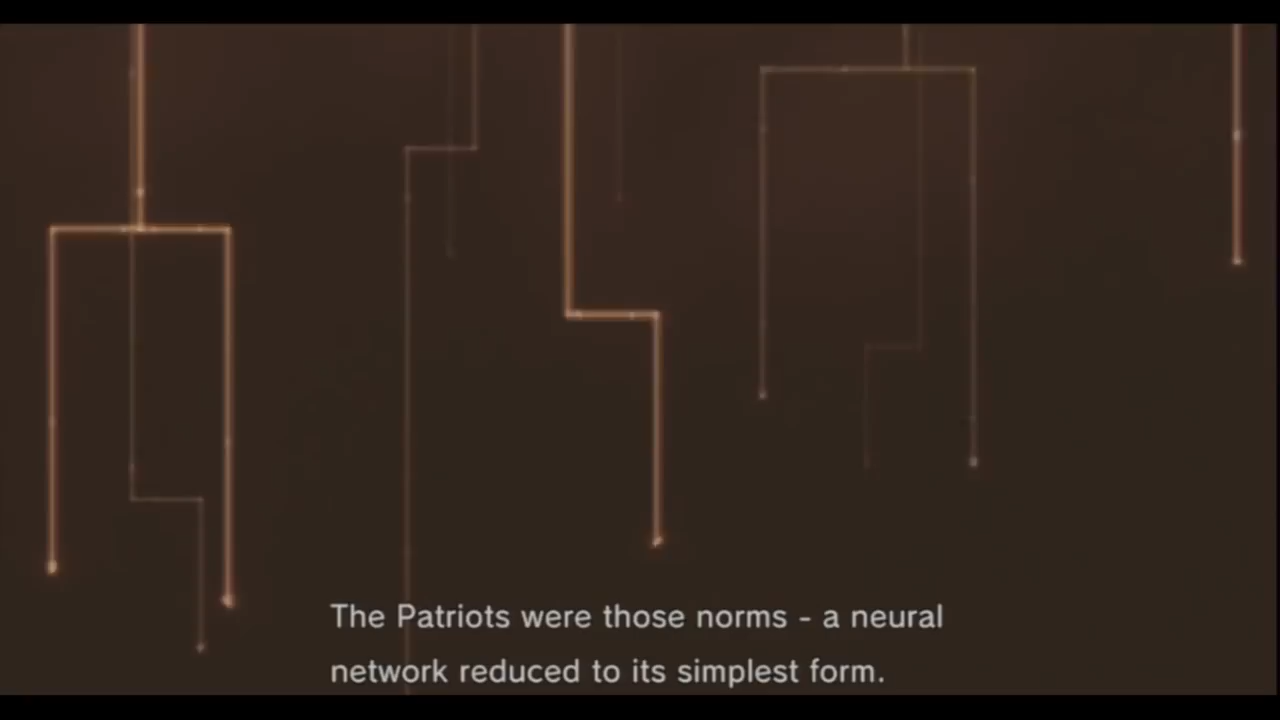 The Patriots were those norms - a neural
network reduced to its simplest form.